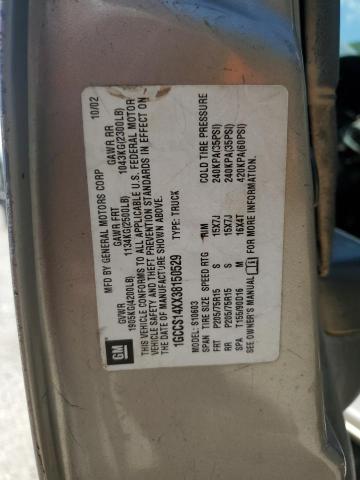 MFD BY GENERAL MOTORS CORP 10/02
GVWR GAWR FRT GAWR RR
1905KG(4200LB) 1134KG(2500LB) 1043KG(2300LB)
THIS VEHICLE CONFORMS TO ALL APPLICABLE U.S. FEDERAL MOTOR
VEHICLE SAFETY AND THEFT PREVENTION STANDARDS IN EFFECT ON
THE DATE OF MANUFACTURE SHOWN ABOVE.
1GCCS14XX38150529 TYPE: TRUCK
GM
MODEL: S10603
SPAN TIRE SIZE SPEED RTG RIM COLD TIRE PRESSURE
FRT P205/75R15 S 15X7J 240KPA(35PSI)
RR P205/75R15 S 15X7J 240KPA(35PSI)
SPA 155/90D16 M 16X4T 420KPA(60PSI)
SEE OWNER'S MANUAL FOR MORE INFORMATION.